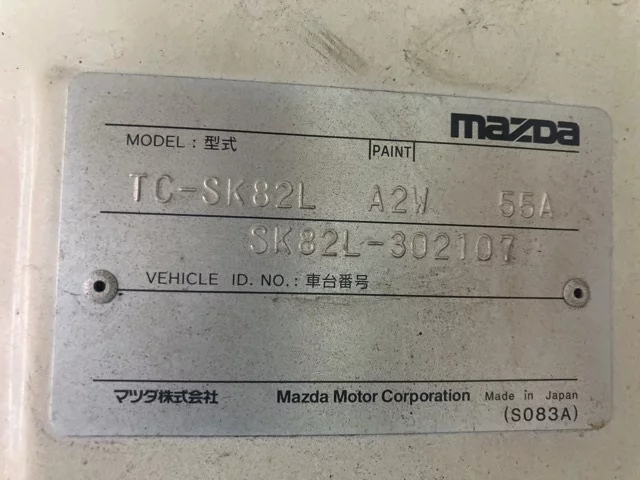 mazda
MODEL : 型式 PAINT
TC-SK82L A2W 55A
SK82L-302107
VEHICLE ID. NO. : 車台番号
マツダ株式会社 Mazda Motor Corporation Made in Japan
(S083A)